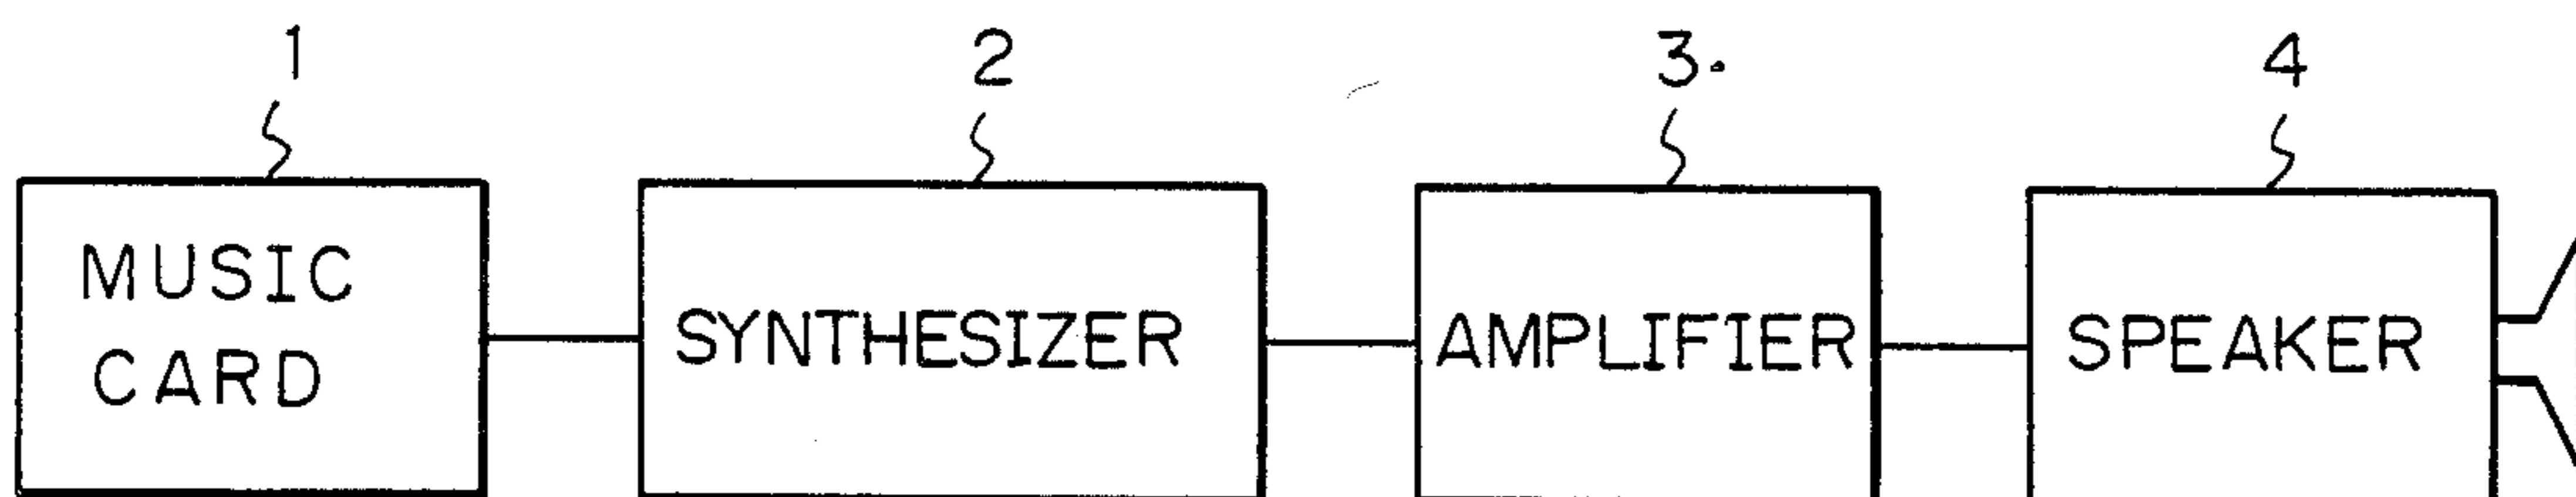 1 2 3. 4
MUSIC CARD
SYNTHESIZER
AMPLIFIER
SPEAKER